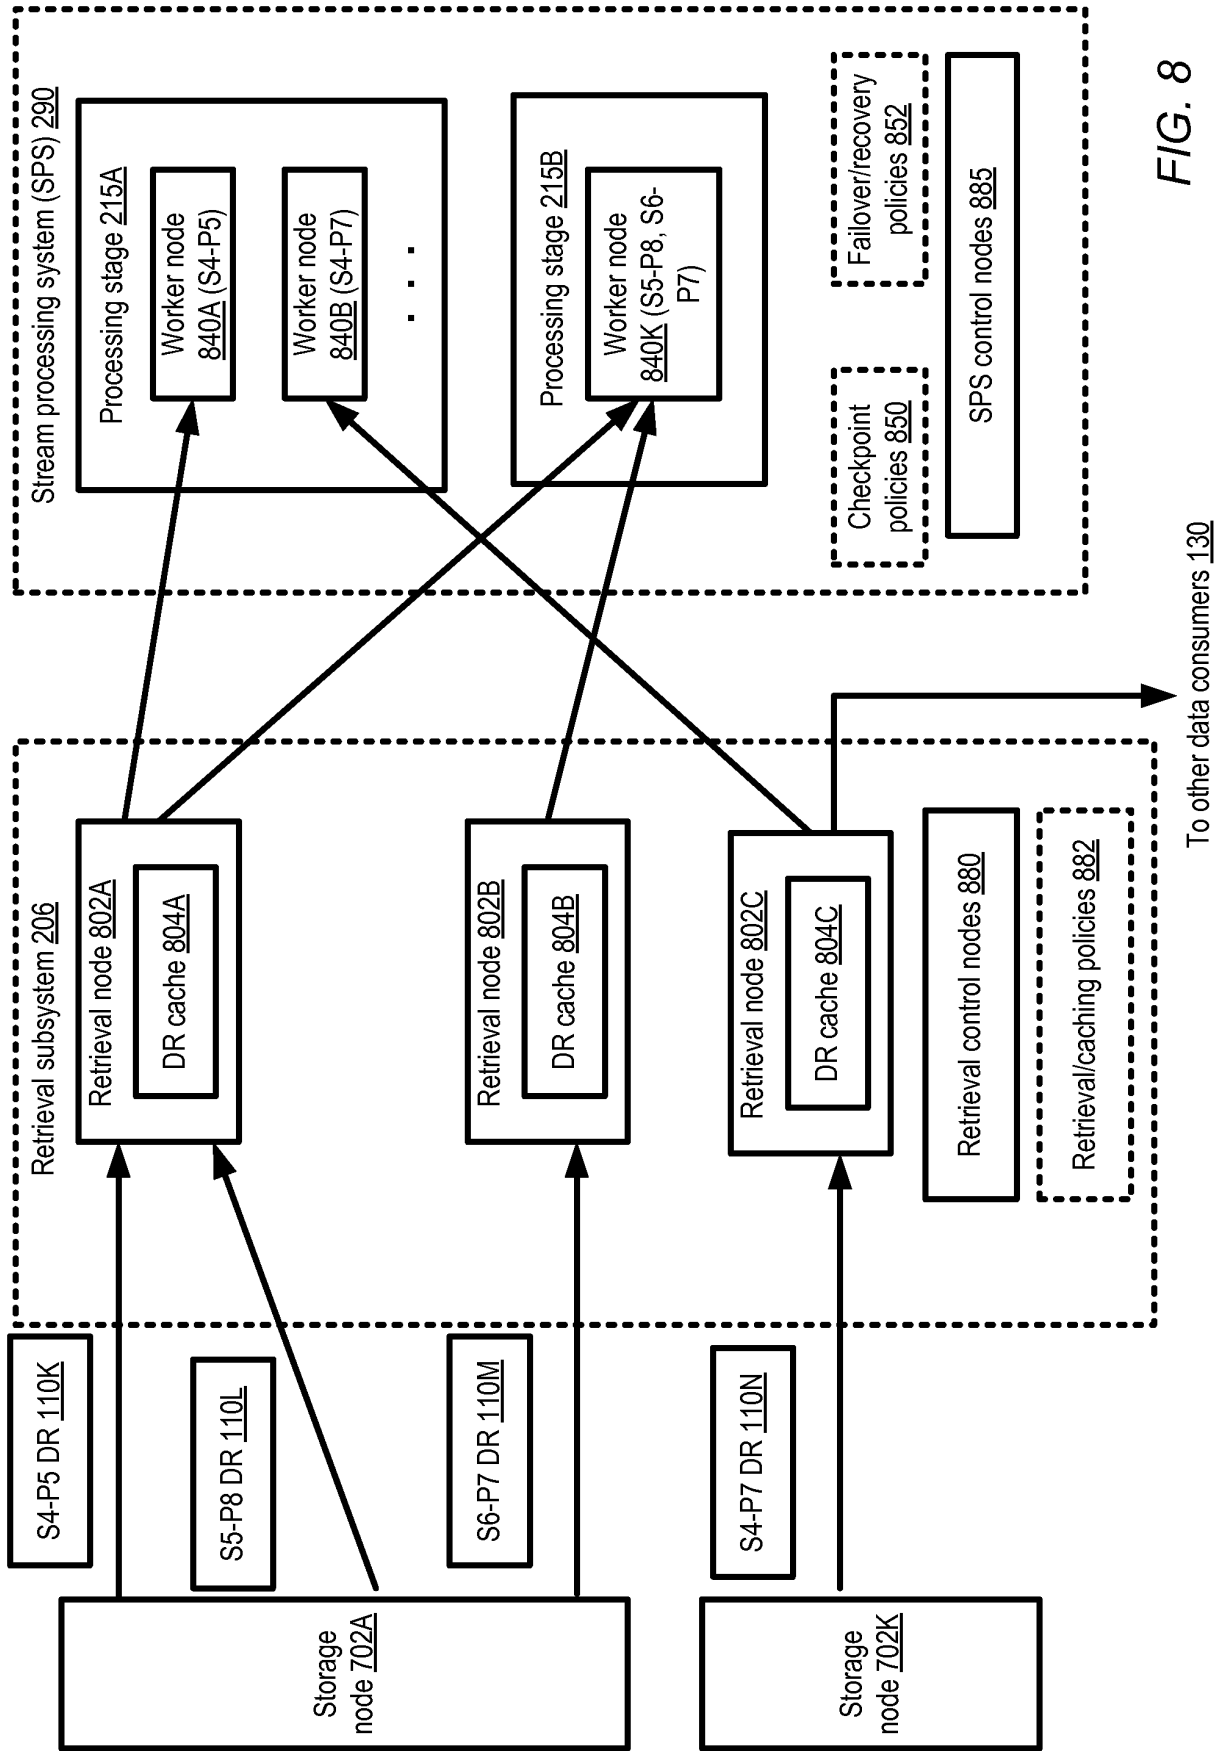 Storage
node 702A
Storage
node 702K
S4-P5 DR 110K
S5-P8 DR 110L
S6-P7 DR 110M
S4-P7 DR 110N
Retrieval subsystem 206
Retrieval node 802A
DR cache 804A
Retrieval node 802B
DR cache 804B
Retrieval node 802C
DR cache 804C
Retrieval control nodes 880
Retrieval/caching policies 882
To other data consumers 130
Stream processing system (SPS) 290
Processing stage 215A
Worker node
840A (S4-P5)
Worker node
840B (S4-P7)
. . .
Processing stage 215B
Worker node
840K (S5-P8, S6-
P7)
Checkpoint
policies 850
Failover/recovery
policies 852
SPS control nodes 885
FIG. 8